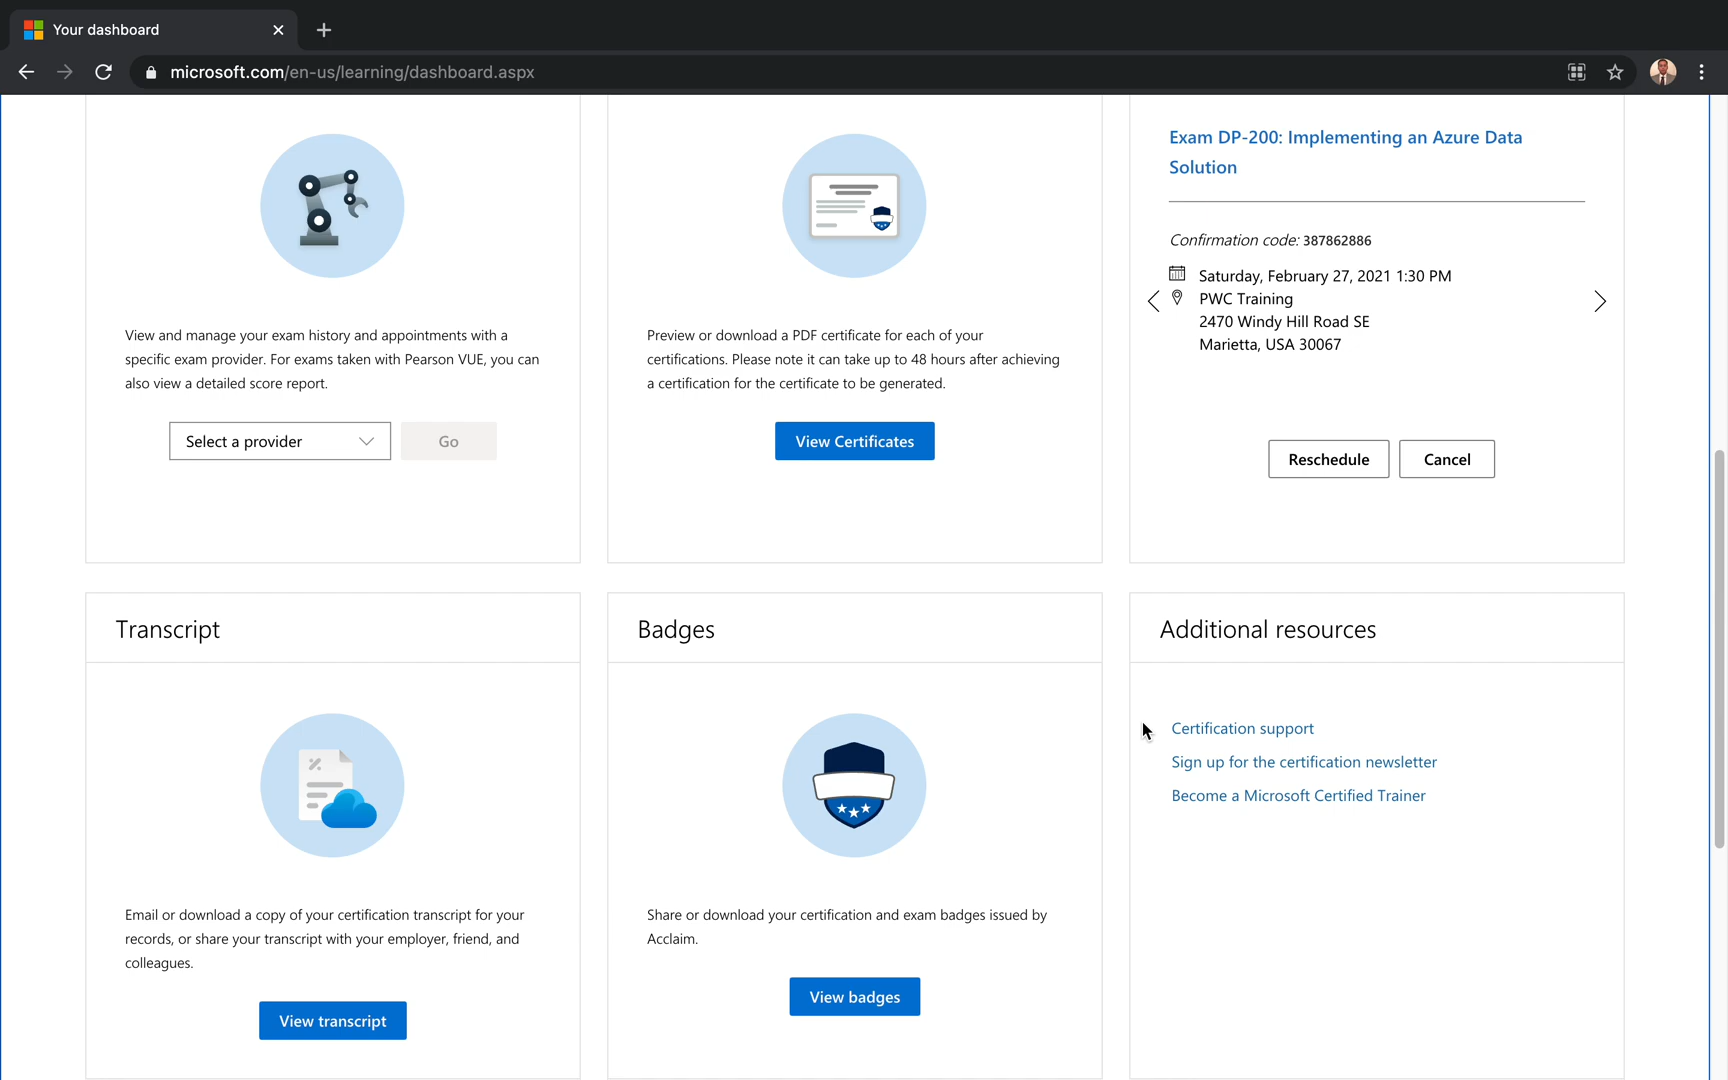 Your dashboard
microsoft.com/en-us/learning/dashboard.aspx
View and manage your exam history and appointments with a
specific exam provider. For exams taken with Pearson VUE, you can
also view a detailed score report.
Select a provider
Go
Preview or download a PDF certificate for each of your
certifications. Please note it can take up to 48 hours after achieving
a certification for the certificate to be generated.
View Certificates
Exam DP-200: Implementing an Azure Data
Solution
Confirmation code: 387862886
Saturday, February 27, 2021 1:30 PM
PWC Training
2470 Windy Hill Road SE
Marietta, USA 30067
Reschedule
Cancel
Transcript
Email or download a copy of your certification transcript for your
records, or share your transcript with your employer, friend, and
colleagues.
View transcript
Badges
Share or download your certification and exam badges issued by
Acclaim.
View badges
Additional resources
Certification support
Sign up for the certification newsletter
Become a Microsoft Certified Trainer